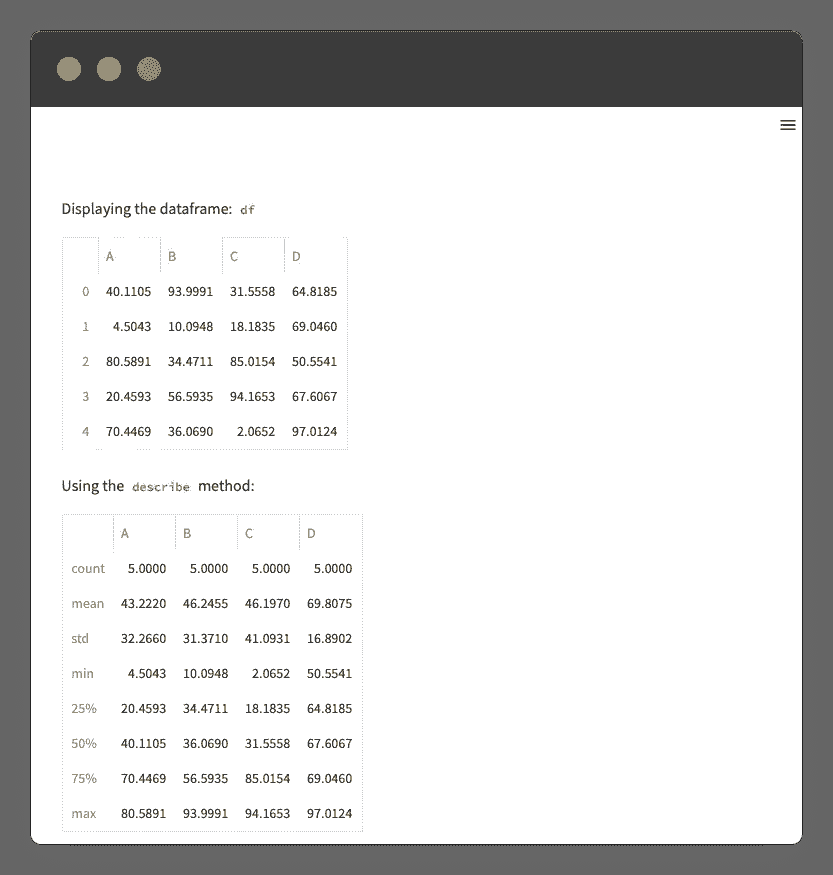 Displaying the dataframe: df
A B C D
0 40.1105 93.9991 31.5558 64.8185
1 4.5043 10.0948 18.1835 69.0460
2 80.5891 34.4711 85.0154 50.5541
3 20.4593 56.5935 94.1653 67.6067
4 70.4469 36.0690 2.0652 97.0124
Using the describe method:
A B C D
count 5.0000 5.0000 5.0000 5.0000
mean 43.2220 46.2455 46.1970 69.8075
std 32.2660 31.3710 41.0931 16.8902
min 4.5043 10.0948 2.0652 50.5541
25% 20.4593 34.4711 18.1835 64.8185
50% 40.1105 36.0690 31.5558 67.6067
75% 70.4469 56.5935 85.0154 69.0460
max 80.5891 93.9991 94.1653 97.0124